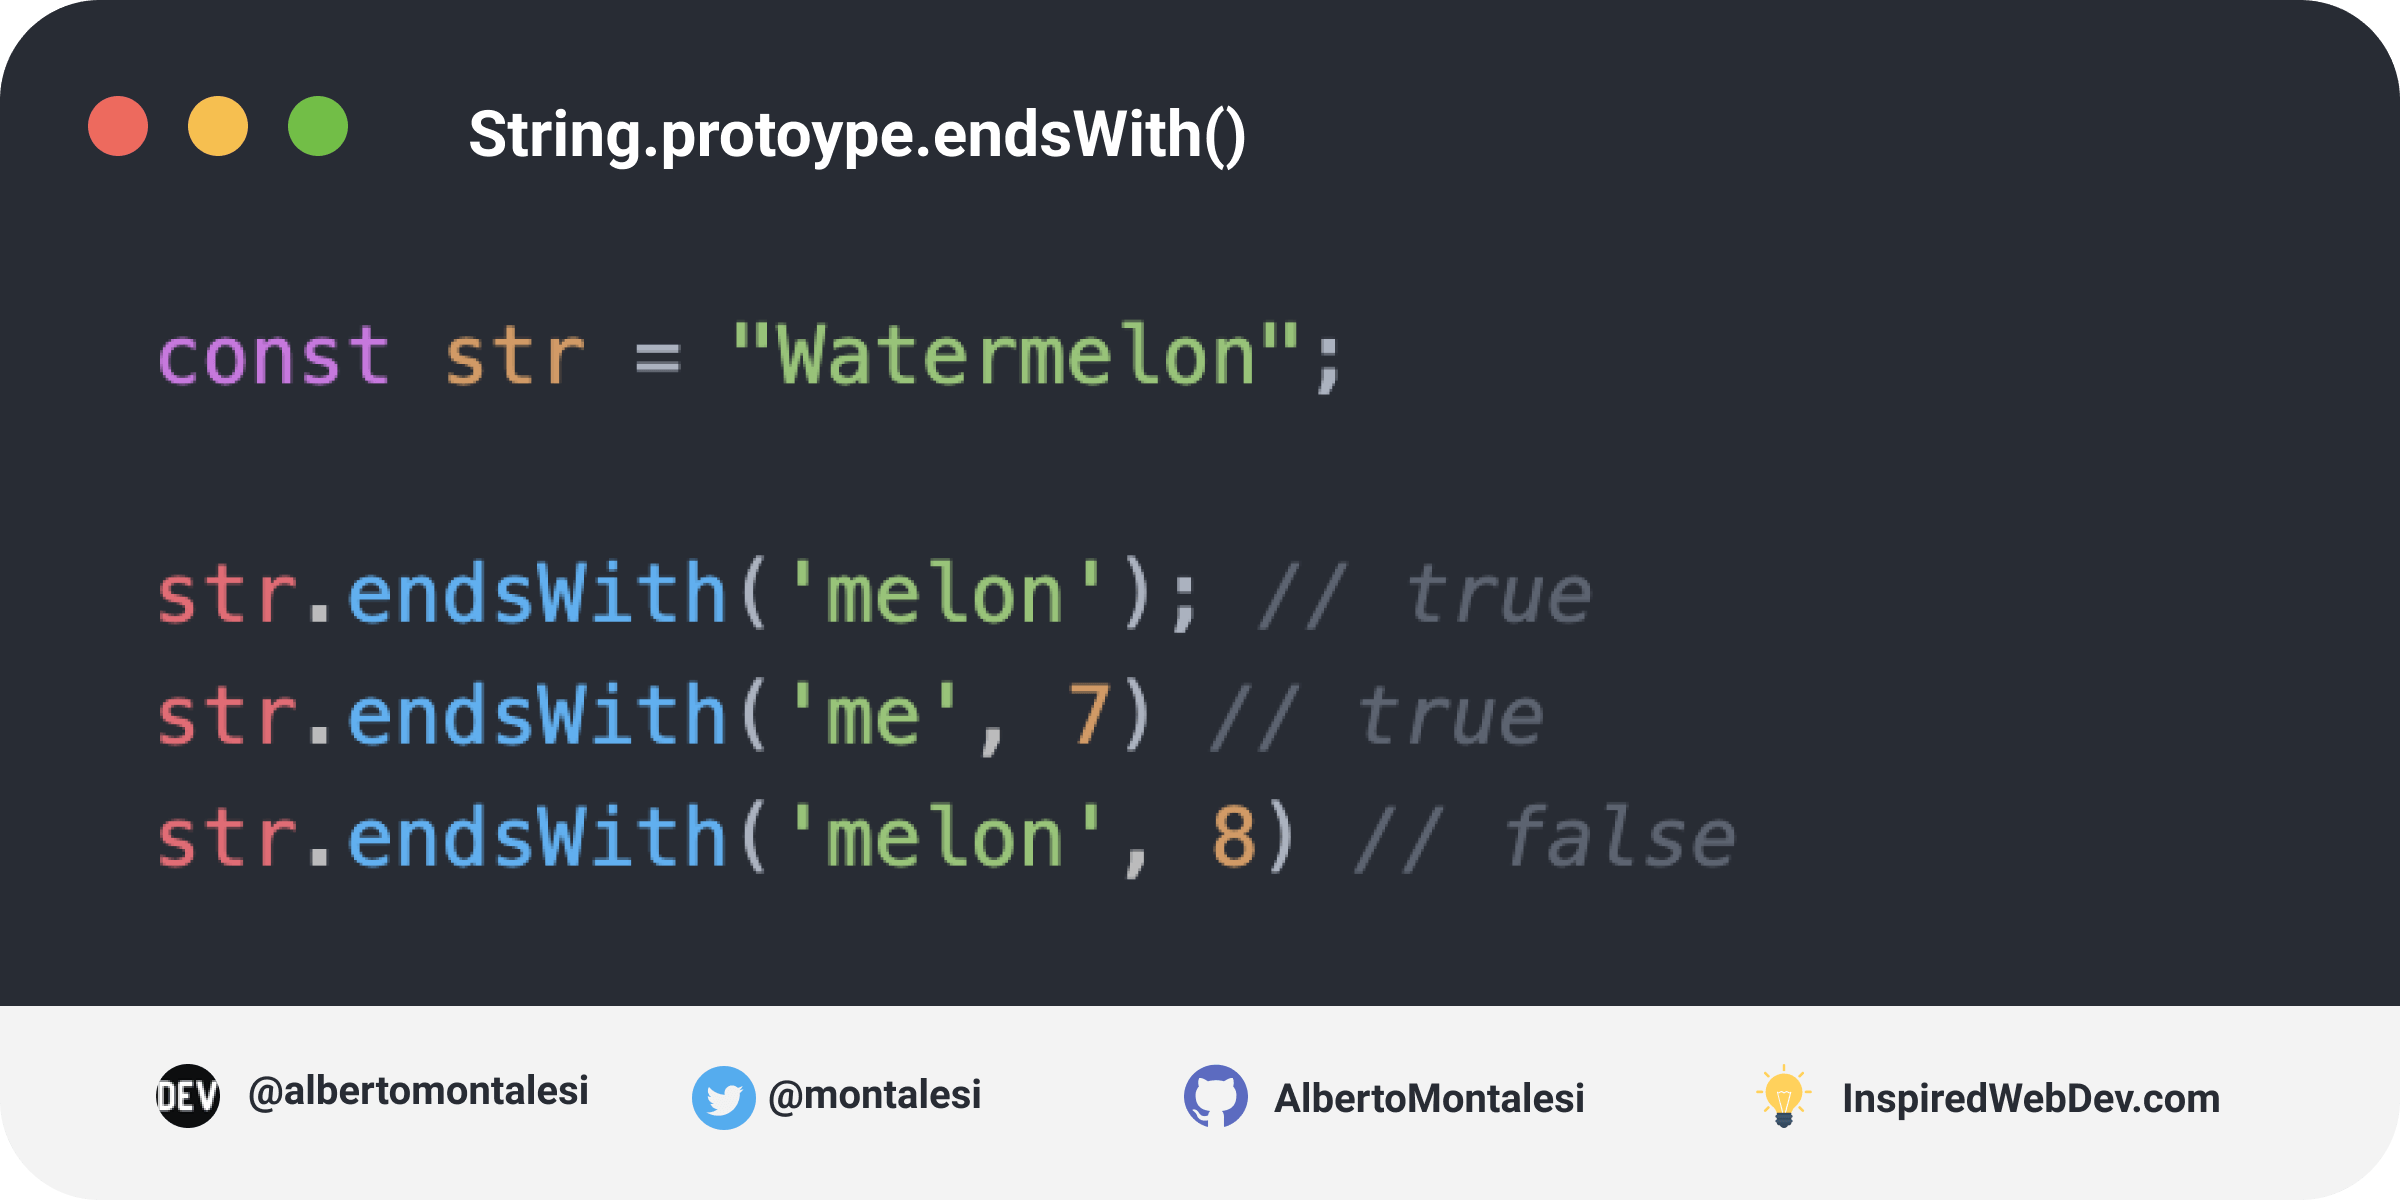 String.protoype.endsWith()
const str = "Watermelon";
str.endsWith('melon'); // true
str.endsWith('me', 7) // true
str.endsWith('melon', 8) // false
DEV @albertomontalesi @montalesi AlbertoMontalesi InspiredWebDev.com